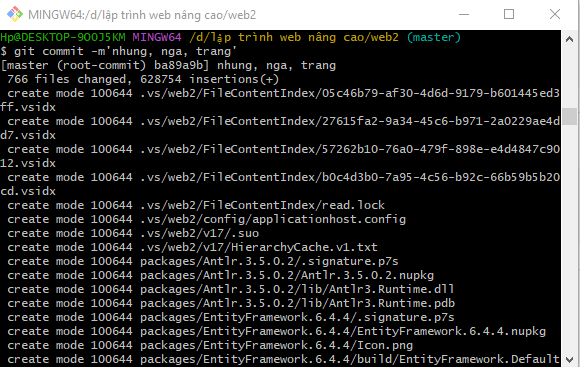 MINGW64:/d/lập trình web nâng cao/web2
Hp@DESKTOP-9OOJ5KM MINGW64 /d/lập trình web nâng cao/web2 (master)
$ git commit -m'nhung, nga, trang'
[master (root-commit) ba89a9b] nhung, nga, trang
 766 files changed, 628754 insertions(+)
 create mode 100644 .vs/web2/FileContentIndex/05c46b79-af30-4d6d-9179-b601445ed3
ff.vsidx
 create mode 100644 .vs/web2/FileContentIndex/27615fa2-9a34-45c6-b971-2a0229ae4d
d7.vsidx
 create mode 100644 .vs/web2/FileContentIndex/57262b10-76a0-479f-898e-e4d4847c90
12.vsidx
 create mode 100644 .vs/web2/FileContentIndex/b0c4d3b0-7a95-4c56-b92c-66b59b5b20
cd.vsidx
 create mode 100644 .vs/web2/FileContentIndex/read.lock
 create mode 100644 .vs/web2/config/applicationhost.config
 create mode 100644 .vs/web2/v17/.suo
 create mode 100644 .vs/web2/v17/HierarchyCache.v1.txt
 create mode 100644 packages/Antlr.3.5.0.2/.signature.p7s
 create mode 100644 packages/Antlr.3.5.0.2/Antlr.3.5.0.2.nupkg
 create mode 100644 packages/Antlr.3.5.0.2/lib/Antlr3.Runtime.dll
 create mode 100644 packages/Antlr.3.5.0.2/lib/Antlr3.Runtime.pdb
 create mode 100644 packages/EntityFramework.6.4.4/.signature.p7s
 create mode 100644 packages/EntityFramework.6.4.4/EntityFramework.6.4.4.nupkg
 create mode 100644 packages/EntityFramework.6.4.4/Icon.png
 create mode 100644 packages/EntityFramework.6.4.4/build/EntityFramework.Default